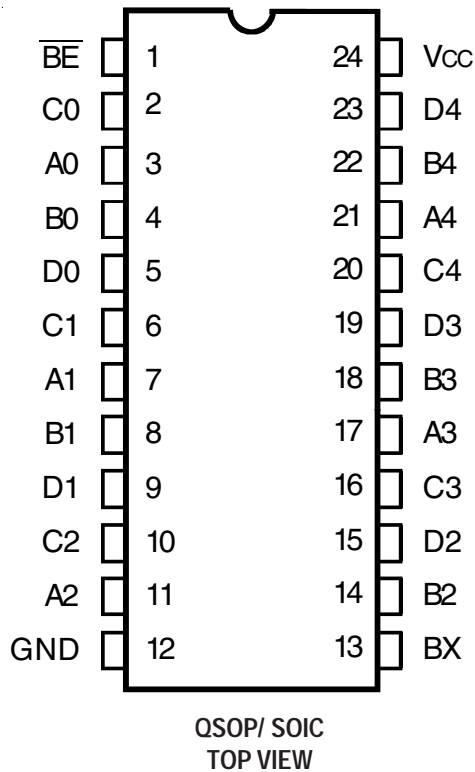 B̅E̅ 1 24 VCC
C0 2 23 D4
A0 3 22 B4
B0 4 21 A4
D0 5 20 C4
C1 6 19 D3
A1 7 18 B3
B1 8 17 A3
D1 9 16 C3
C2 10 15 D2
A2 11 14 B2
GND 12 13 BX
QSOP/ SOIC
TOP VIEW